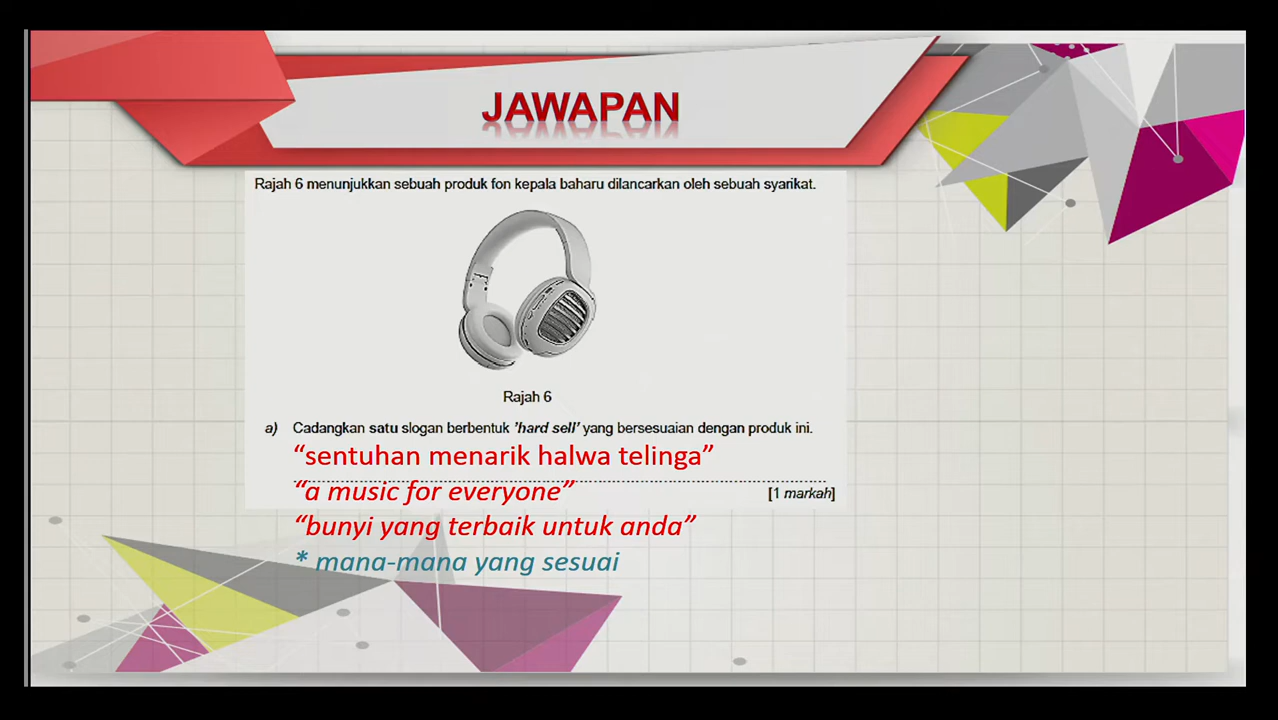 JAWAPAN
Rajah 6 menunjukkan sebuah produk fon kepala baharu dilancarkan oleh sebuah syarikat.
Rajah 6
a) Cadangkan satu slogan berbentuk 'hard sell' yang bersesuaian dengan produk ini.
“sentuhan menarik halwa telinga”
“a music for everyone”
[1 markah]
“bunyi yang terbaik untuk anda”
* mana-mana yang sesuai